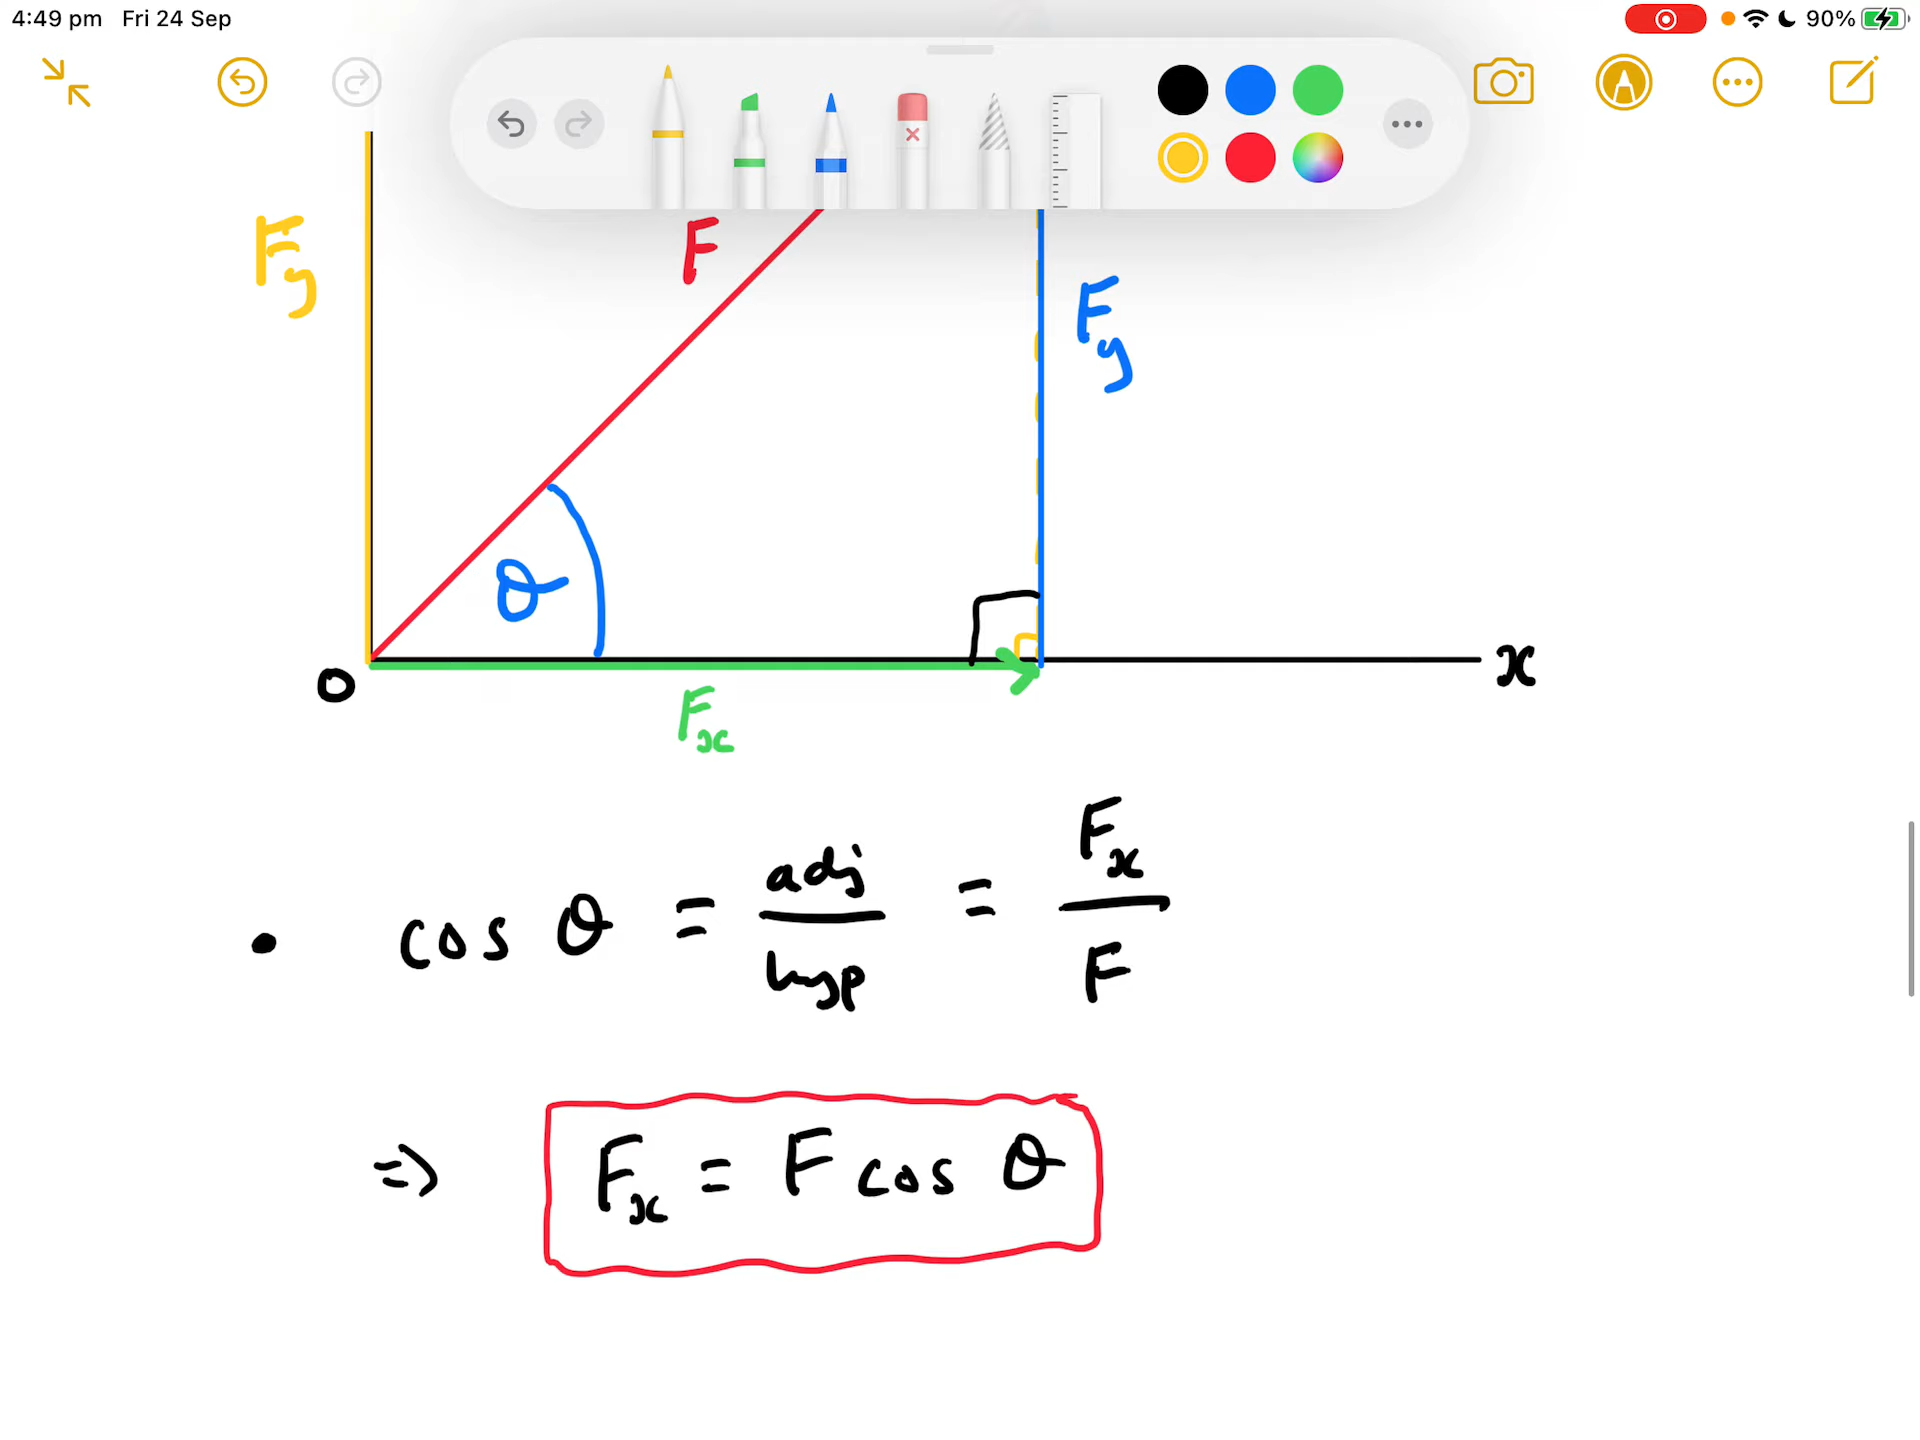 4:49 pm Fri 24 Sep 90%
F
Fy
Fy
θ
O
x
Fx
• cos θ = adj / hyp = Fx / F
=> Fx = F cos θ